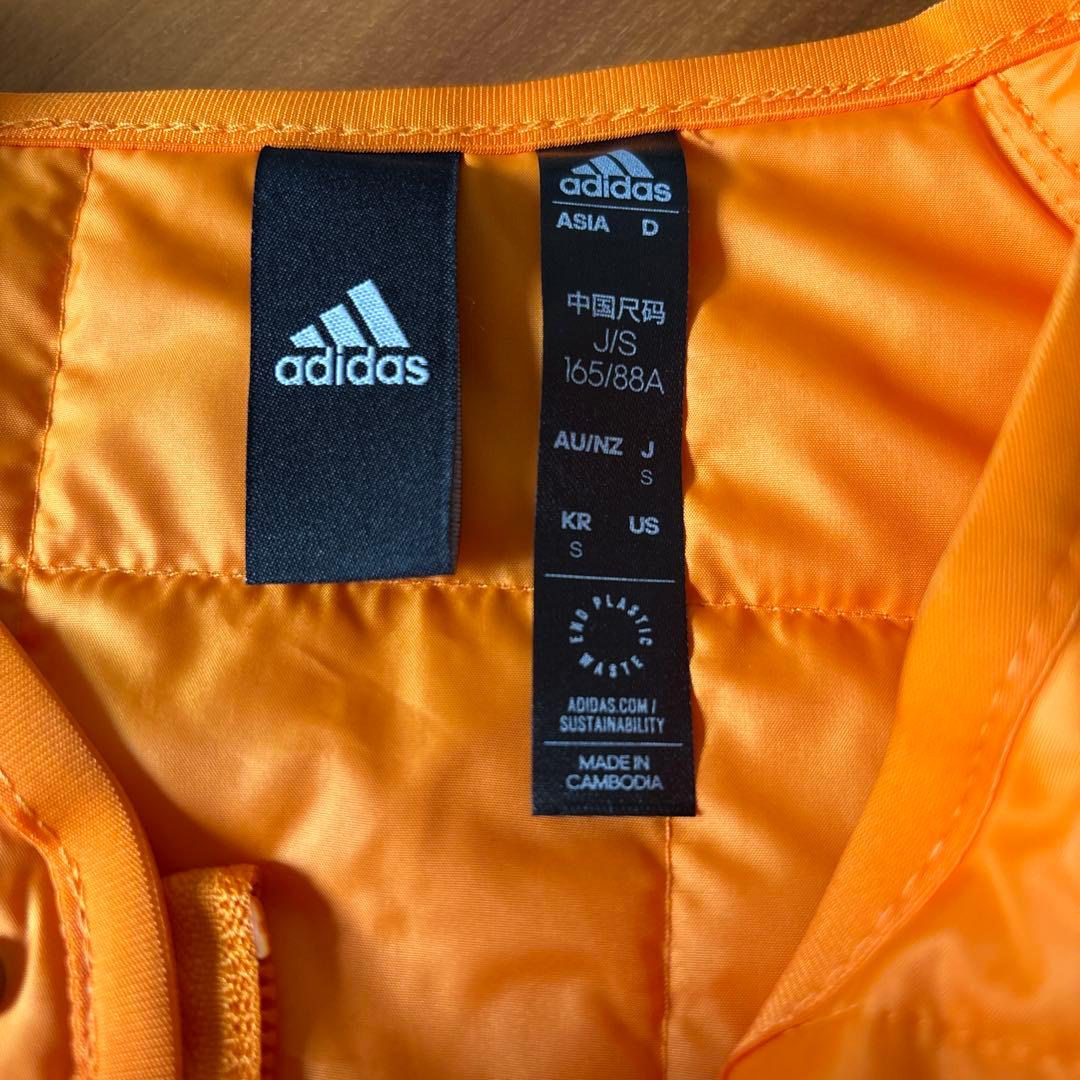 adidas
adidas
ASIA D
中国尺码
J/S
165/88A
AU/NZ J
S
KR US
S
END PLASTIC WASTE
ADIDAS.COM/
SUSTAINABILITY
MADE IN
CAMBODIA